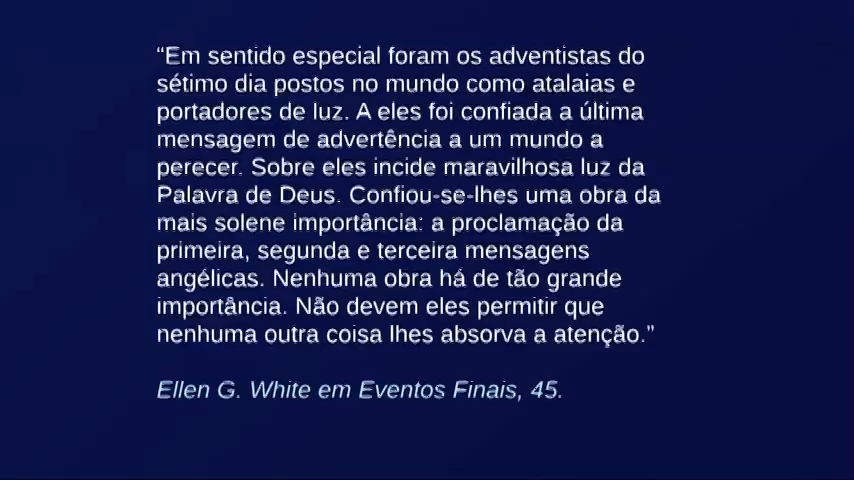 “Em sentido especial foram os adventistas do
sétimo dia postos no mundo como atalaias e
portadores de luz. A eles foi confiada a última
mensagem de advertência a um mundo a
perecer. Sobre eles incide maravilhosa luz da
Palavra de Deus. Confiou-se-lhes uma obra da
mais solene importância: a proclamação da
primeira, segunda e terceira mensagens
angélicas. Nenhuma obra há de tão grande
importância. Não devem eles permitir que
nenhuma outra coisa lhes absorva a atenção.”
Ellen G. White em Eventos Finais, 45.